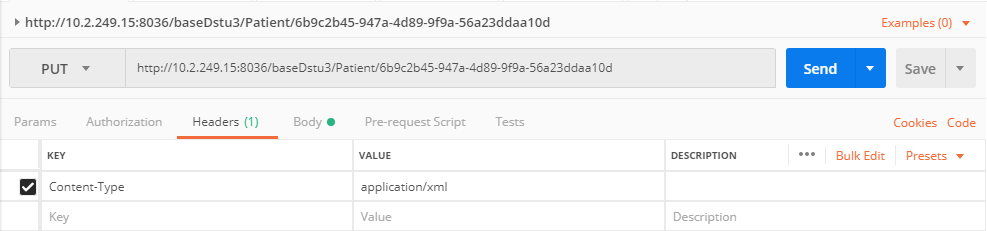 http://10.2.249.15:8036/baseDstu3/Patient/6b9c2b45-947a-4d89-9f9a-56a23ddaa10d Examples (0)
PUT http://10.2.249.15:8036/baseDstu3/Patient/6b9c2b45-947a-4d89-9f9a-56a23ddaa10d Send Save
Params Authorization Headers (1) Body Pre-request Script Tests Cookies Code
KEY VALUE DESCRIPTION ••• Bulk Edit Presets
Content-Type application/xml
Key Value Description